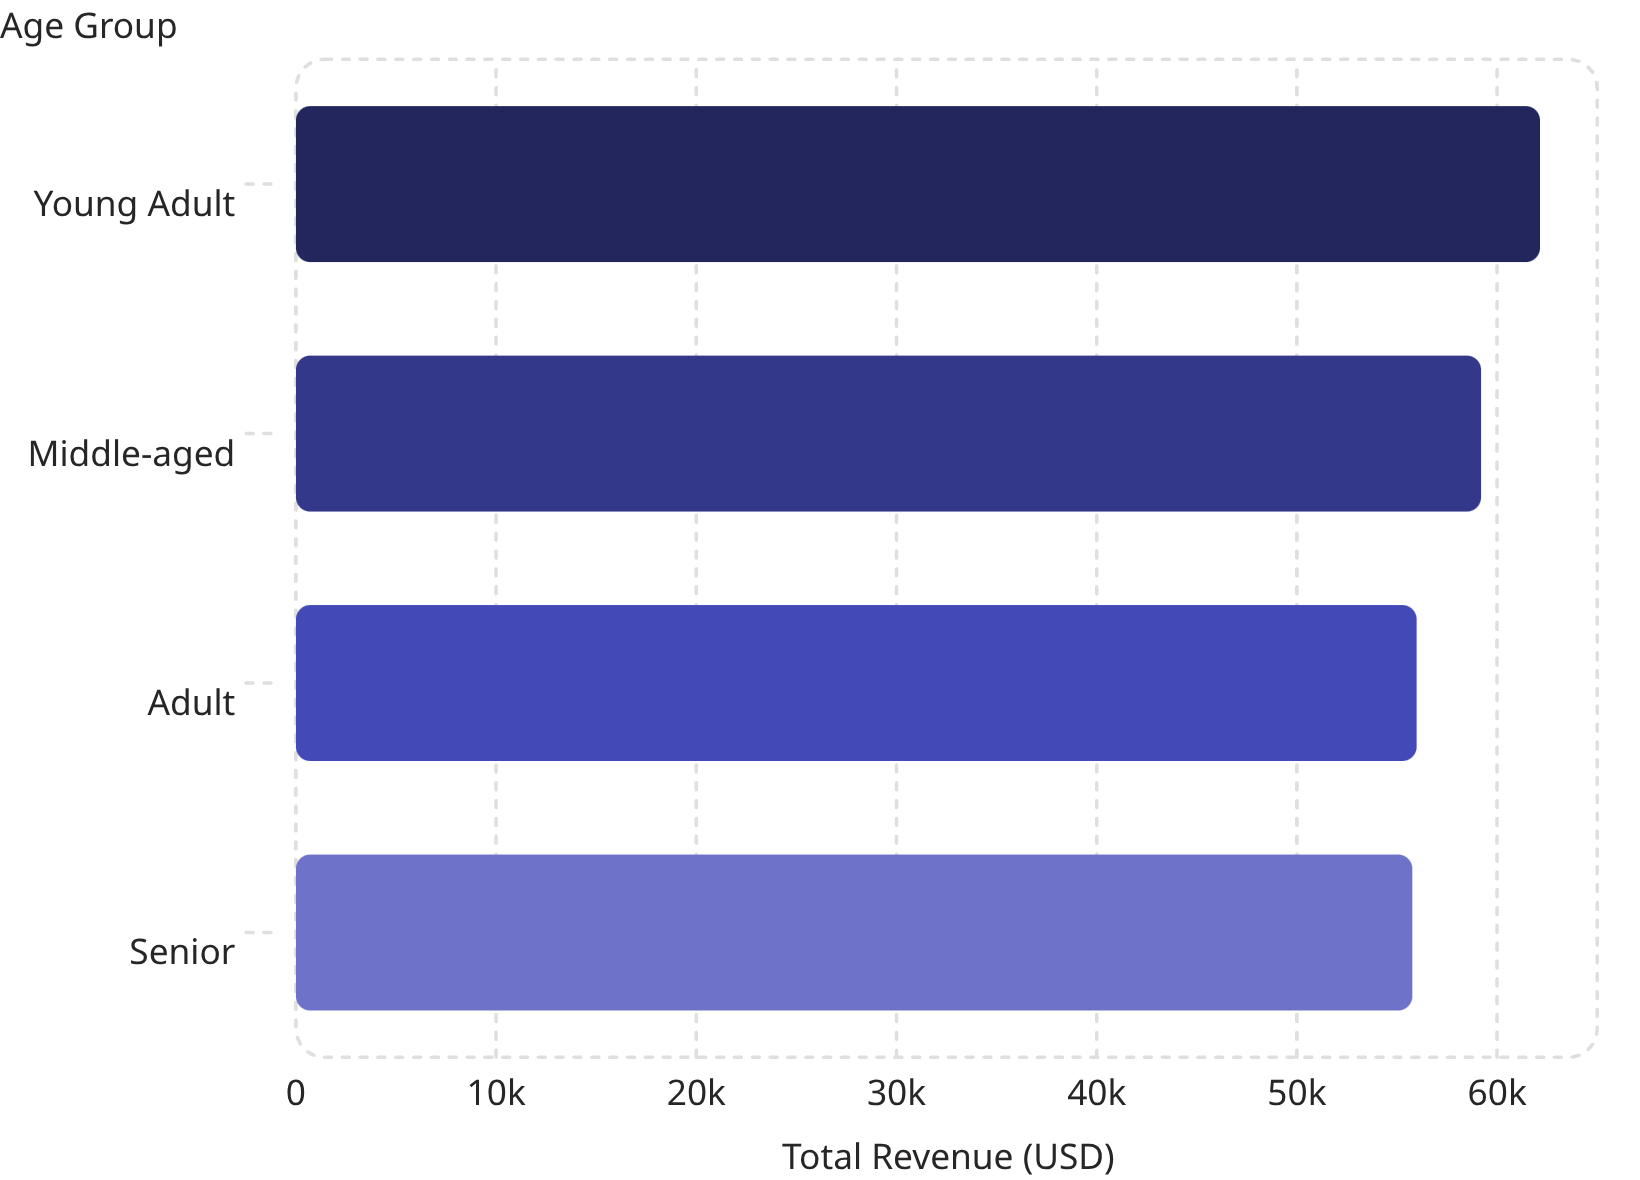 Age Group
Young Adult
Middle-aged
Adult
Senior
0 10k 20k 30k 40k 50k 60k
Total Revenue (USD)